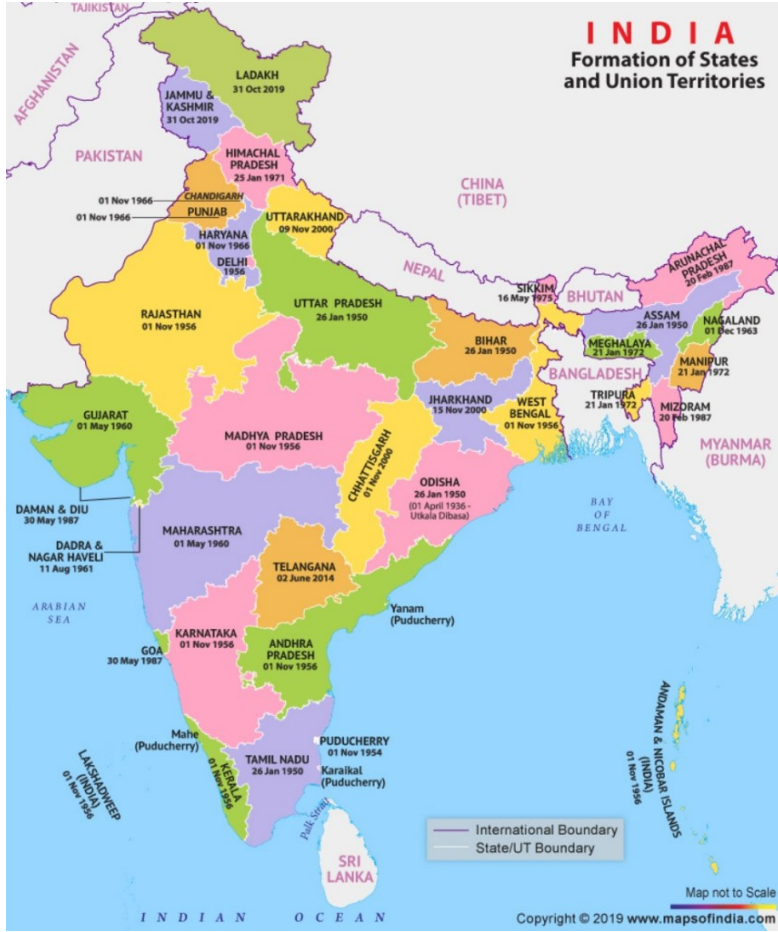 TAJIKISTAN
INDIA
Formation of States
and Union Territories
AFGHANISTAN
LADAKH
31 Oct 2019
JAMMU &
KASHMIR
31 Oct 2019
PAKISTAN
HIMACHAL
PRADESH
25 Jan 1971
CHINA
(TIBET)
CHANDIGARH
01 Nov 1966
PUNJAB
01 Nov 1966
UTTARAKHAND
09 Nov 2000
HARYANA
01 Nov 1966
DELHI
1956
NEPAL
ARUNACHAL
PRADESH
20 Feb 1987
SIKKIM
16 May 1975
BHUTAN
RAJASTHAN
01 Nov 1956
UTTAR PRADESH
26 Jan 1950
ASSAM
26 Jan 1950
NAGALAND
01 Dec 1963
BIHAR
26 Jan 1950
MEGHALAYA
21 Jan 1972
MANIPUR
21 Jan 1972
BANGLADESH
TRIPURA
21 Jan 1972
MIZORAM
20 Feb 1987
GUJARAT
01 May 1960
MADHYA PRADESH
01 Nov 1956
JHARKHAND
15 Nov 2000
WEST
BENGAL
01 Nov 1956
MYANMAR
(BURMA)
CHHATTISGARH
01 Nov 2000
ODISHA
26 Jan 1950
(01 April 1936 -
Utkala Dibasa)
DAMAN & DIU
30 May 1987
DADRA &
NAGAR HAVELI
11 Aug 1961
MAHARASHTRA
01 May 1960
BAY
OF
BENGAL
TELANGANA
02 June 2014
ARABIAN
SEA
Yanam
(Puducherry)
KARNATAKA
01 Nov 1956
GOA
30 May 1987
ANDHRA
PRADESH
01 Nov 1956
Mahe
(Puducherry)
PUDUCHERRY
01 Nov 1954
TAMIL NADU
26 Jan 1950
Karaikal
(Puducherry)
KERALA
01 Nov 1956
LAKSHADWEEP
(INDIA)
01 Nov 1956
ANDAMAN & NICOBAR ISLANDS
(INDIA)
01 Nov 1956
Palk Strait
SRI
LANKA
International Boundary
State/UT Boundary
Map not to Scale
INDIAN OCEAN
Copyright © 2019 www.mapsofindia.com